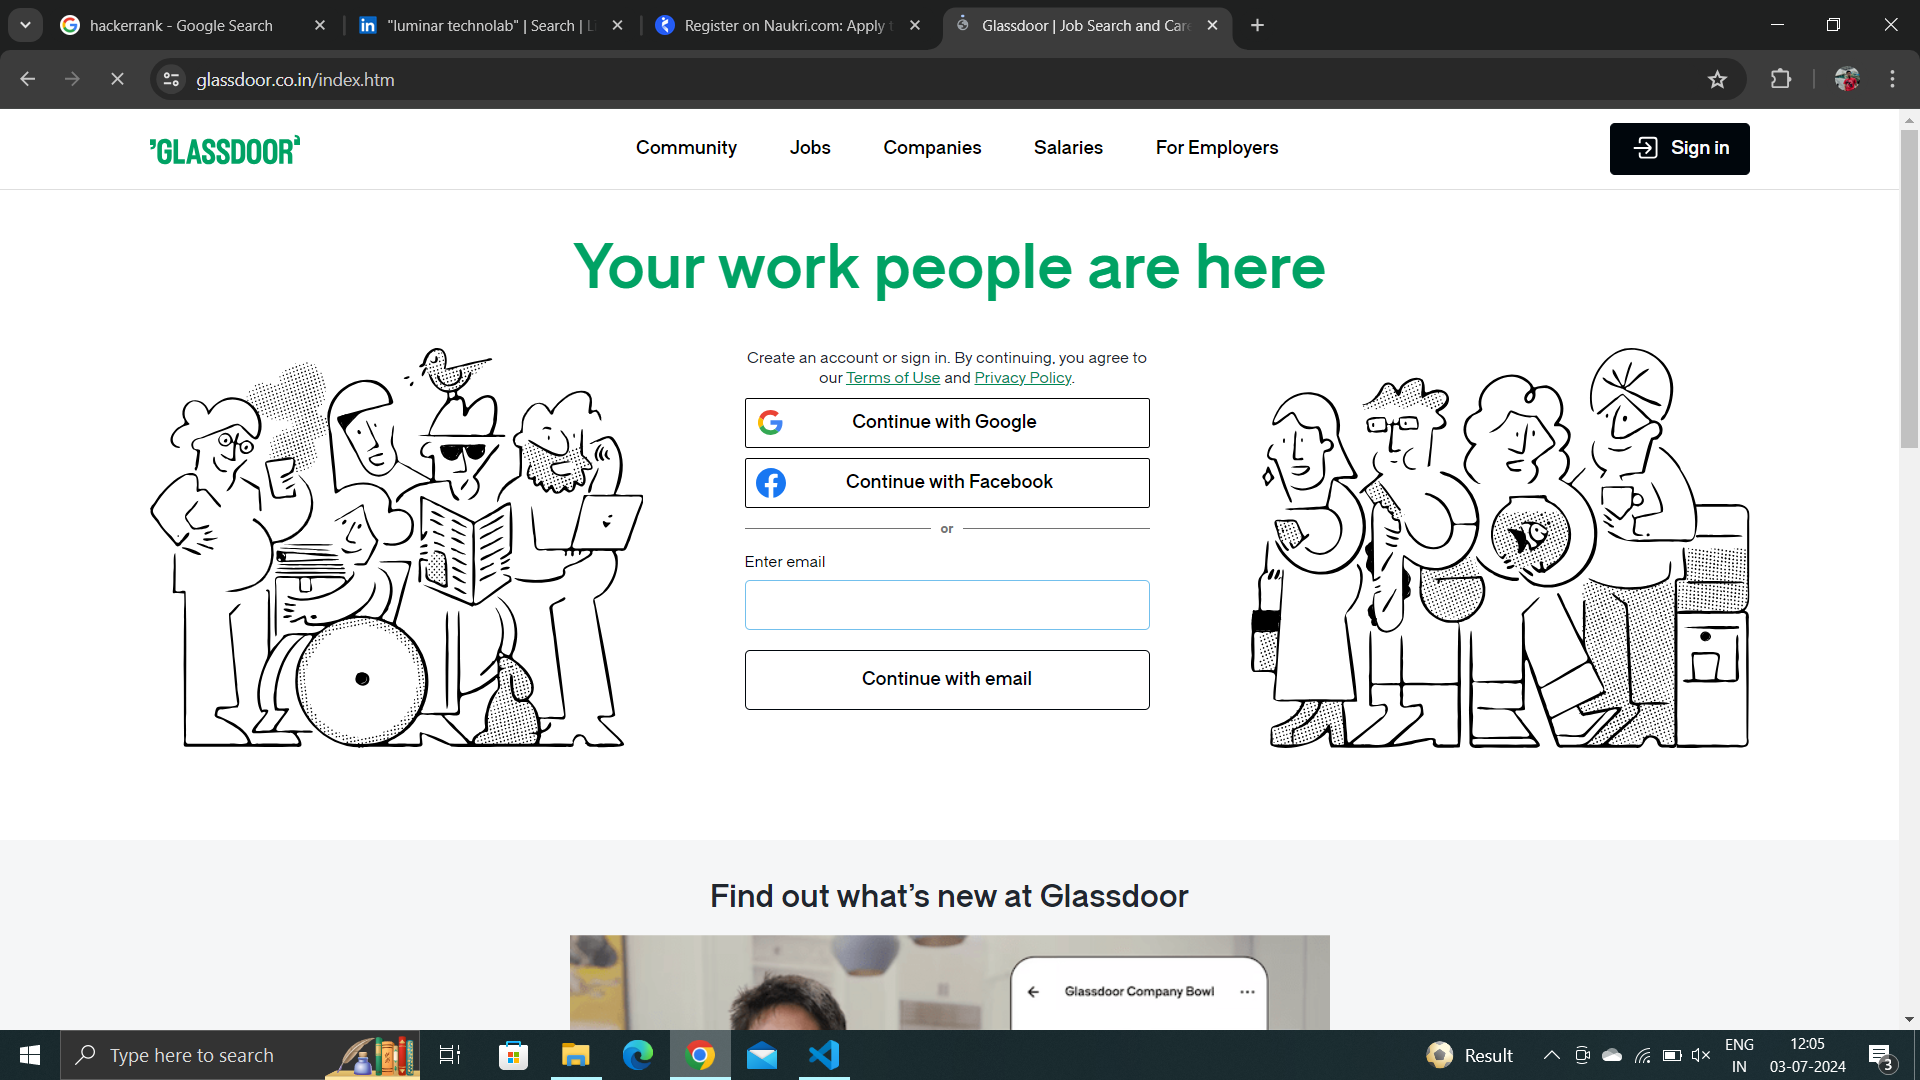 hackerrank - Google Search
"luminar technolab" | Search | Li
Register on Naukri.com: Apply t
Glassdoor | Job Search and Care
glassdoor.co.in/index.htm
GLASSDOOR
Community
Jobs
Companies
Salaries
For Employers
Sign in
Your work people are here
Create an account or sign in. By continuing, you agree to
our Terms of Use and Privacy Policy.
Continue with Google
Continue with Facebook
or
Enter email
Continue with email
Find out what’s new at Glassdoor
Glassdoor Company Bowl
Type here to search
Result
ENG
IN
12:05
03-07-2024
3